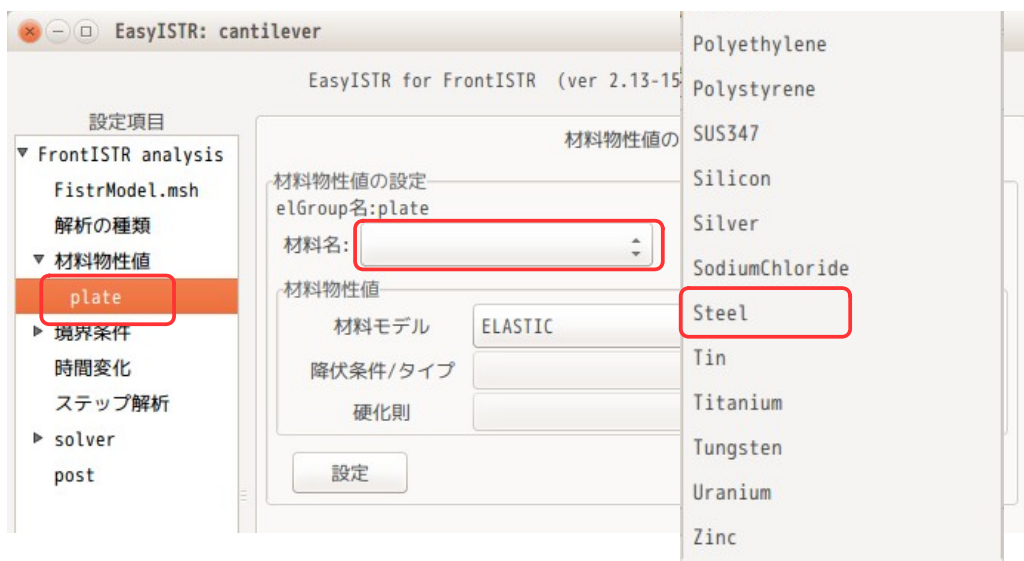 EasyISTR: cantilever
EasyISTR for FrontISTR (ver 2.13-15
設定項目
FrontISTR analysis
FistrModel.msh
解析の種類
材料物性値
plate
境界条件
時間変化
ステップ解析
solver
post
材料物性値の
材料物性値の設定
elGroup名:plate
材料名:
材料物性値
材料モデル ELASTIC
降伏条件/タイプ
硬化則
設定
Polyethylene
Polystyrene
SUS347
Silicon
Silver
SodiumChloride
Steel
Tin
Titanium
Tungsten
Uranium
Zinc